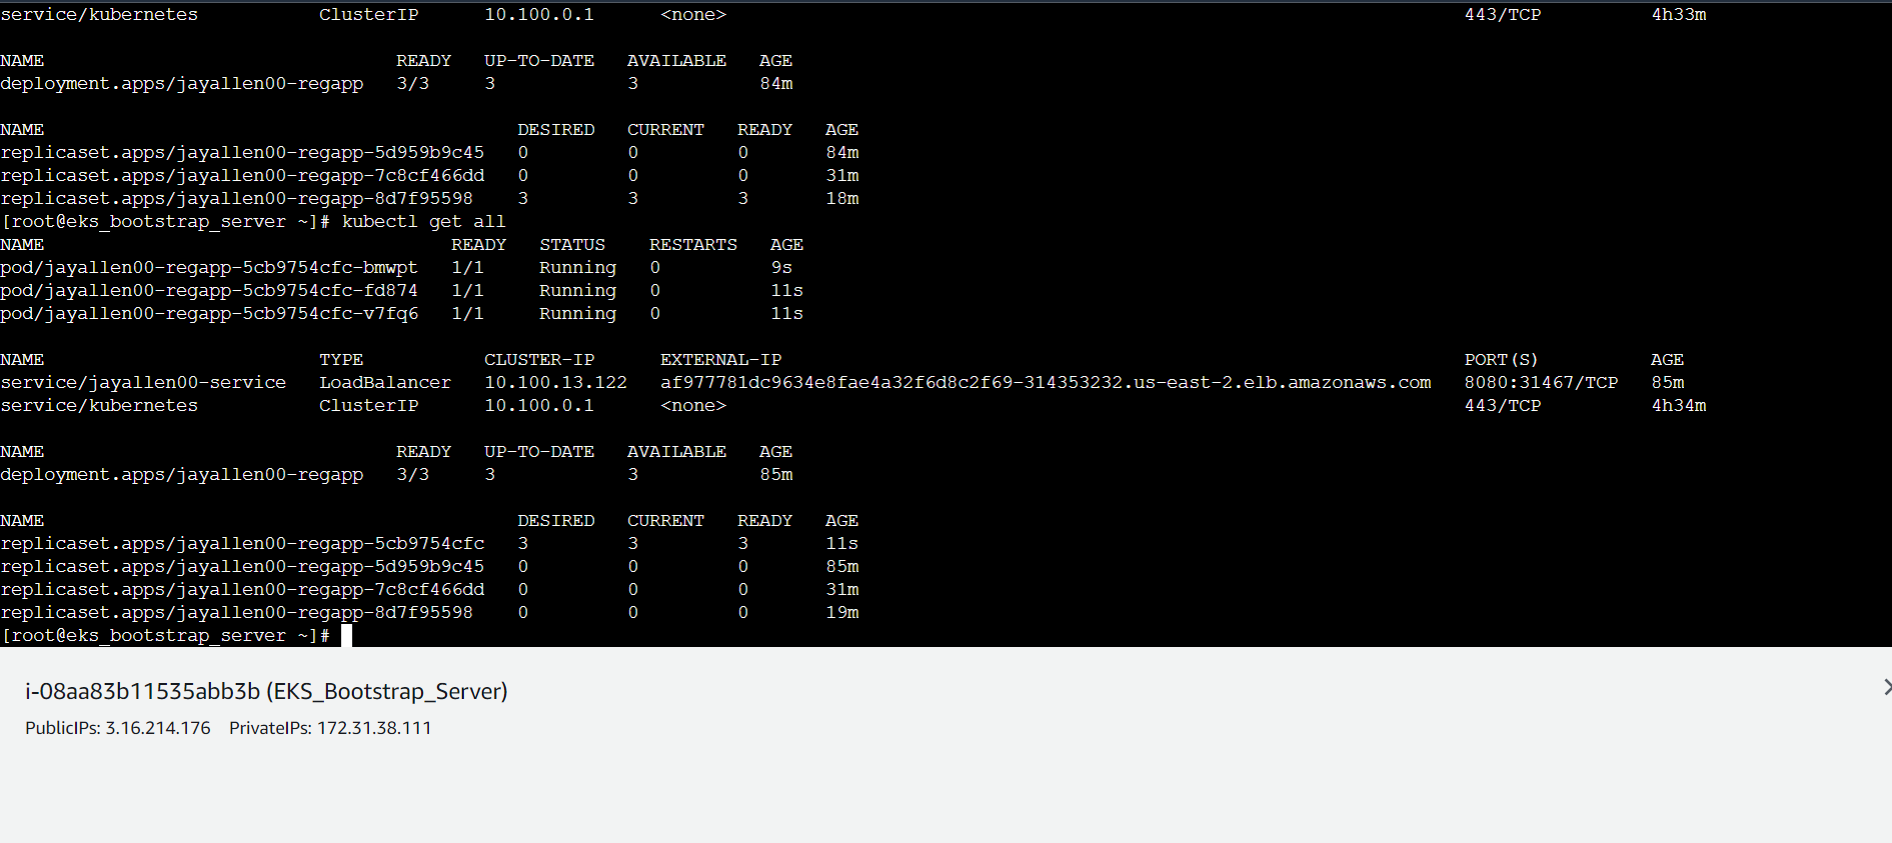 service/kubernetes ClusterIP 10.100.0.1 <none> 443/TCP 4h33m
NAME READY UP-TO-DATE AVAILABLE AGE
deployment.apps/jayallen00-regapp 3/3 3 3 84m
NAME DESIRED CURRENT READY AGE
replicaset.apps/jayallen00-regapp-5d959b9c45 0 0 0 84m
replicaset.apps/jayallen00-regapp-7c8cf466dd 0 0 0 31m
replicaset.apps/jayallen00-regapp-8d7f95598 3 3 3 18m
[root@eks_bootstrap_server ~]# kubectl get all
NAME READY STATUS RESTARTS AGE
pod/jayallen00-regapp-5cb9754cfc-bmwpt 1/1 Running 0 9s
pod/jayallen00-regapp-5cb9754cfc-fd874 1/1 Running 0 11s
pod/jayallen00-regapp-5cb9754cfc-v7fq6 1/1 Running 0 11s
NAME TYPE CLUSTER-IP EXTERNAL-IP PORT(S) AGE
service/jayallen00-service LoadBalancer 10.100.13.122 af977781dc9634e8fae4a32f6d8c2f69-314353232.us-east-2.elb.amazonaws.com 8080:31467/TCP 85m
service/kubernetes ClusterIP 10.100.0.1 <none> 443/TCP 4h34m
NAME READY UP-TO-DATE AVAILABLE AGE
deployment.apps/jayallen00-regapp 3/3 3 3 85m
NAME DESIRED CURRENT READY AGE
replicaset.apps/jayallen00-regapp-5cb9754cfc 3 3 3 11s
replicaset.apps/jayallen00-regapp-5d959b9c45 0 0 0 85m
replicaset.apps/jayallen00-regapp-7c8cf466dd 0 0 0 31m
replicaset.apps/jayallen00-regapp-8d7f95598 0 0 0 19m
[root@eks_bootstrap_server ~]#
i-08aa83b11535abb3b (EKS_Bootstrap_Server)
PublicIPs: 3.16.214.176 PrivateIPs: 172.31.38.111